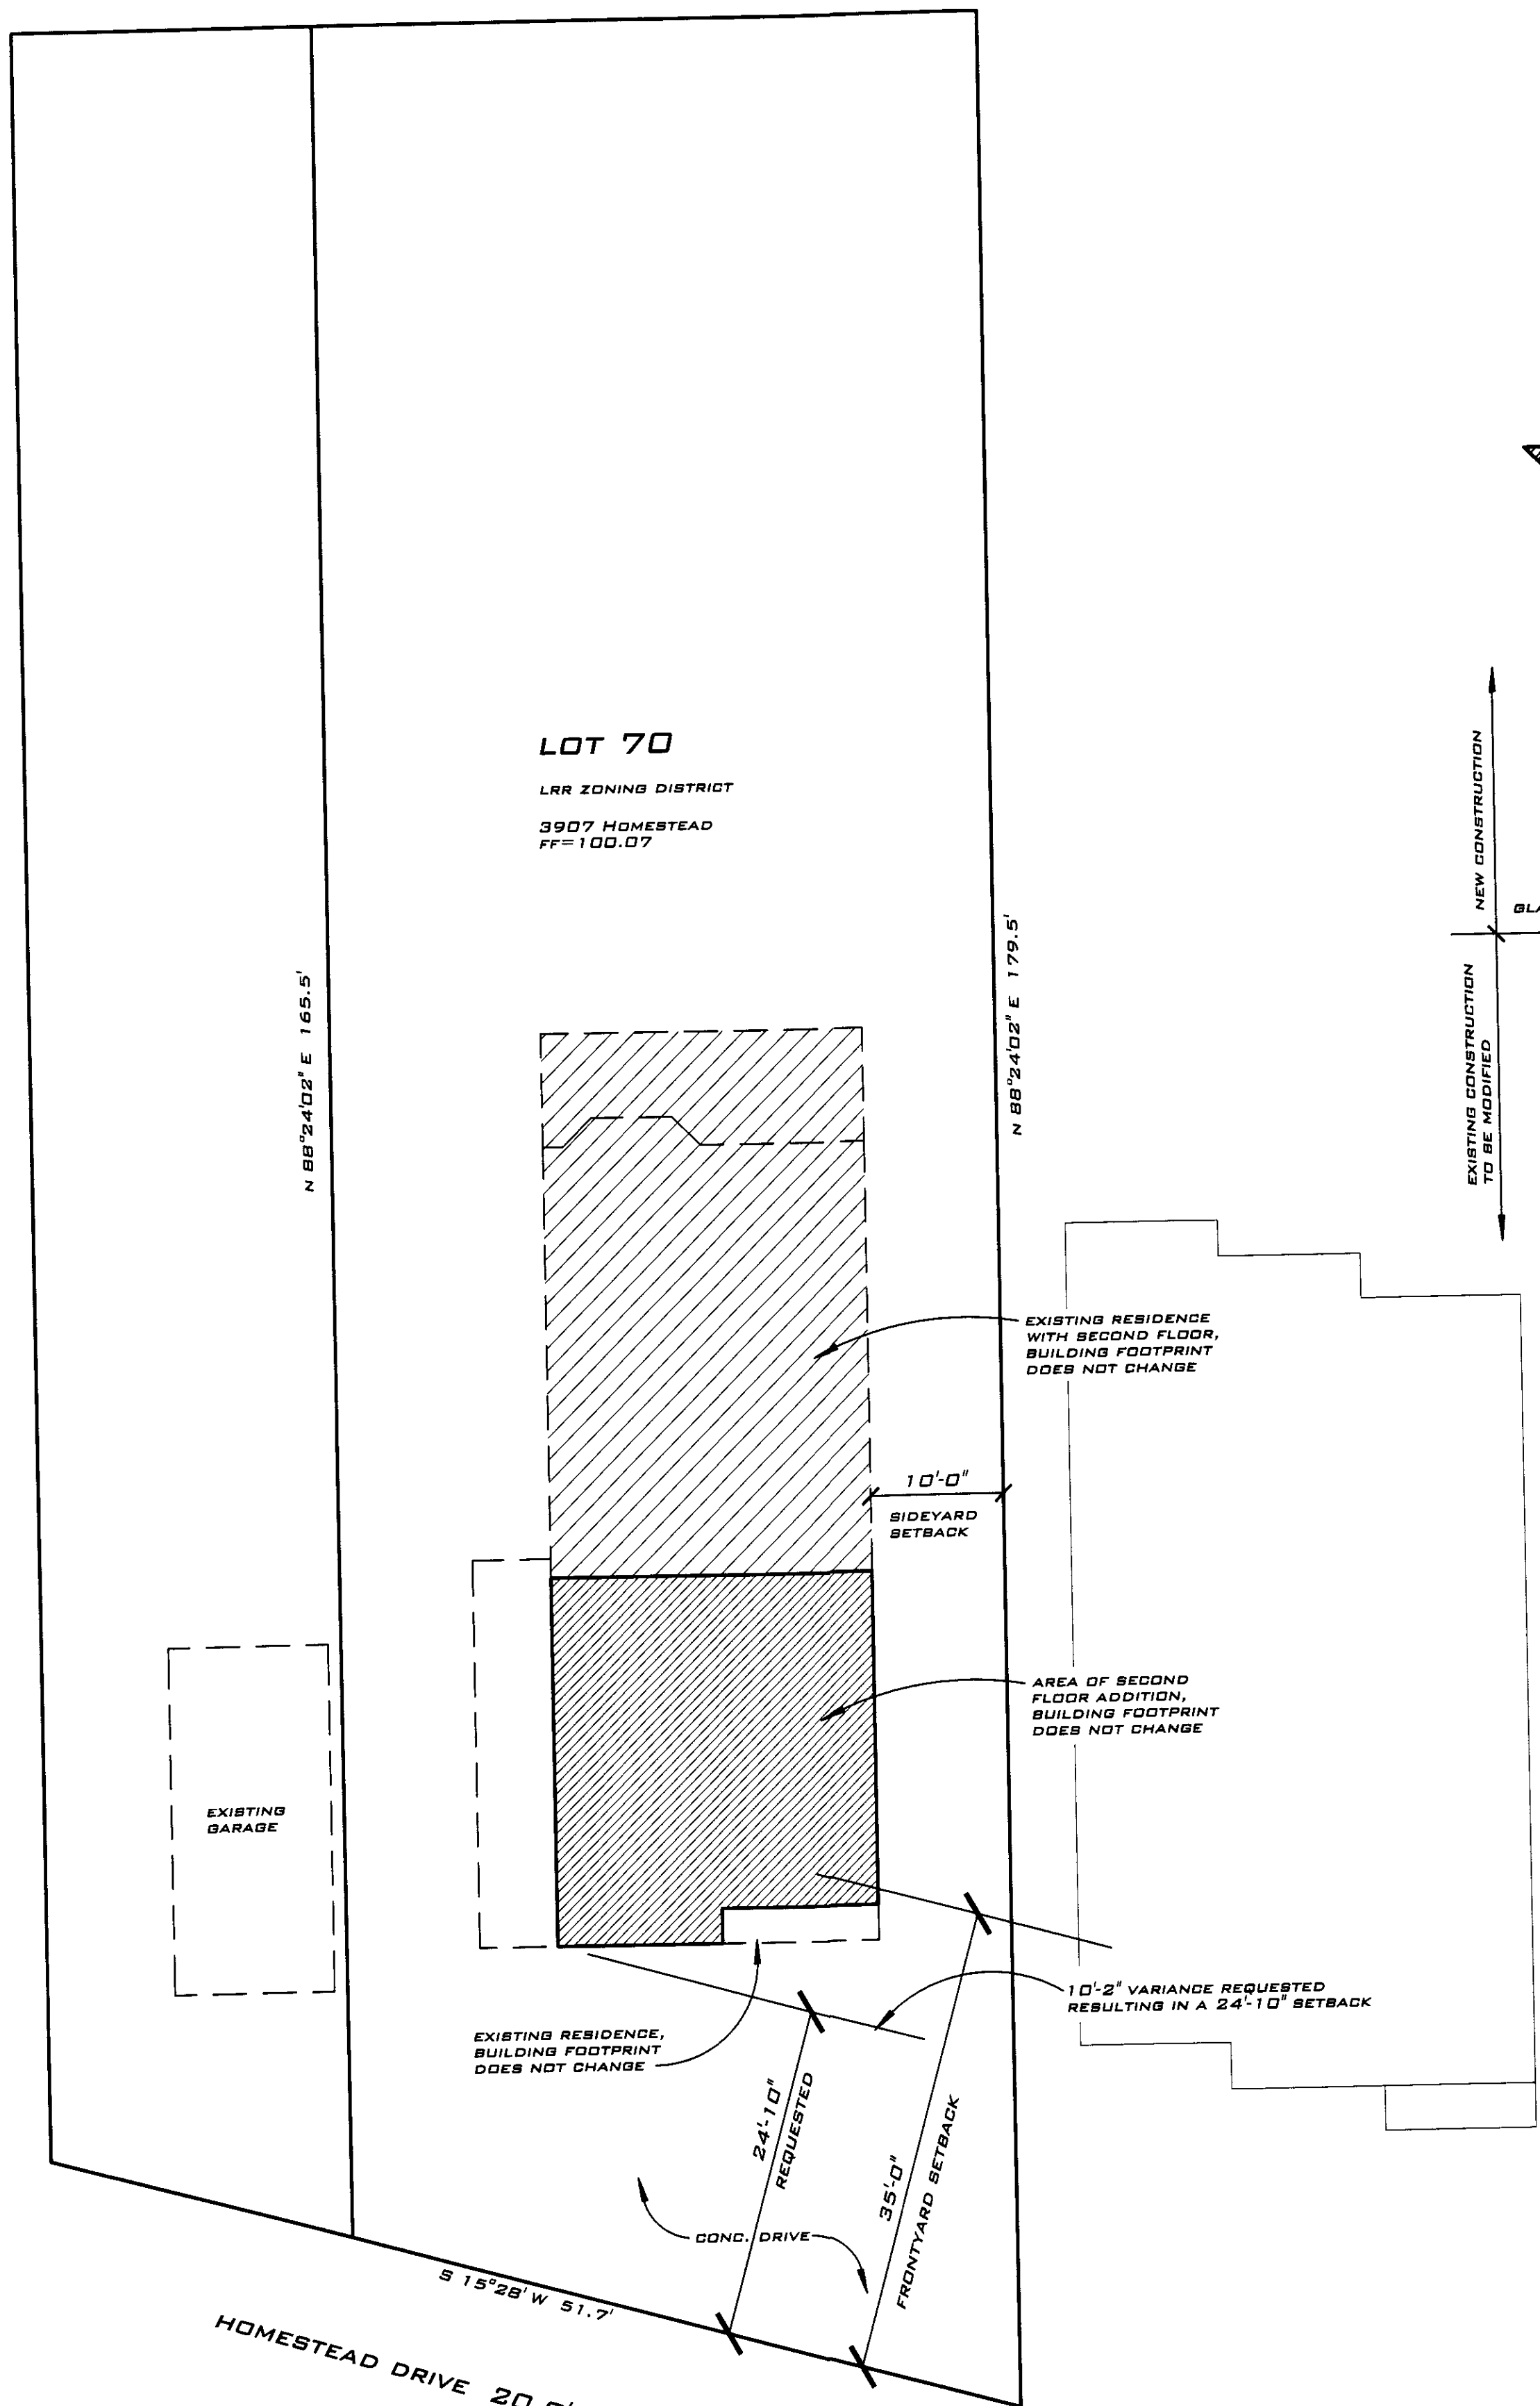 LOT 70
LRR ZONING DISTRICT
3907 HOMESTEAD
FF=100.07
NEW CONSTRUCTION
EXISTING CONSTRUCTION
TO BE MODIFIED
N 88°24'02" E 165.5'
N 88°24'02" E 179.5'
EXISTING RESIDENCE
WITH SECOND FLOOR,
BUILDING FOOTPRINT
DOES NOT CHANGE
10'-0"
SIDEYARD
SETBACK
AREA OF SECOND
FLOOR ADDITION,
BUILDING FOOTPRINT
DOES NOT CHANGE
EXISTING
GARAGE
10'-2" VARIANCE REQUESTED
RESULTING IN A 24'-10" SETBACK
EXISTING RESIDENCE,
BUILDING FOOTPRINT
DOES NOT CHANGE
24'-10"
REQUESTED
35'-0"
FRONTYARD SETBACK
CONC. DRIVE
S 15°28' W 51.7'
HOMESTEAD DRIVE